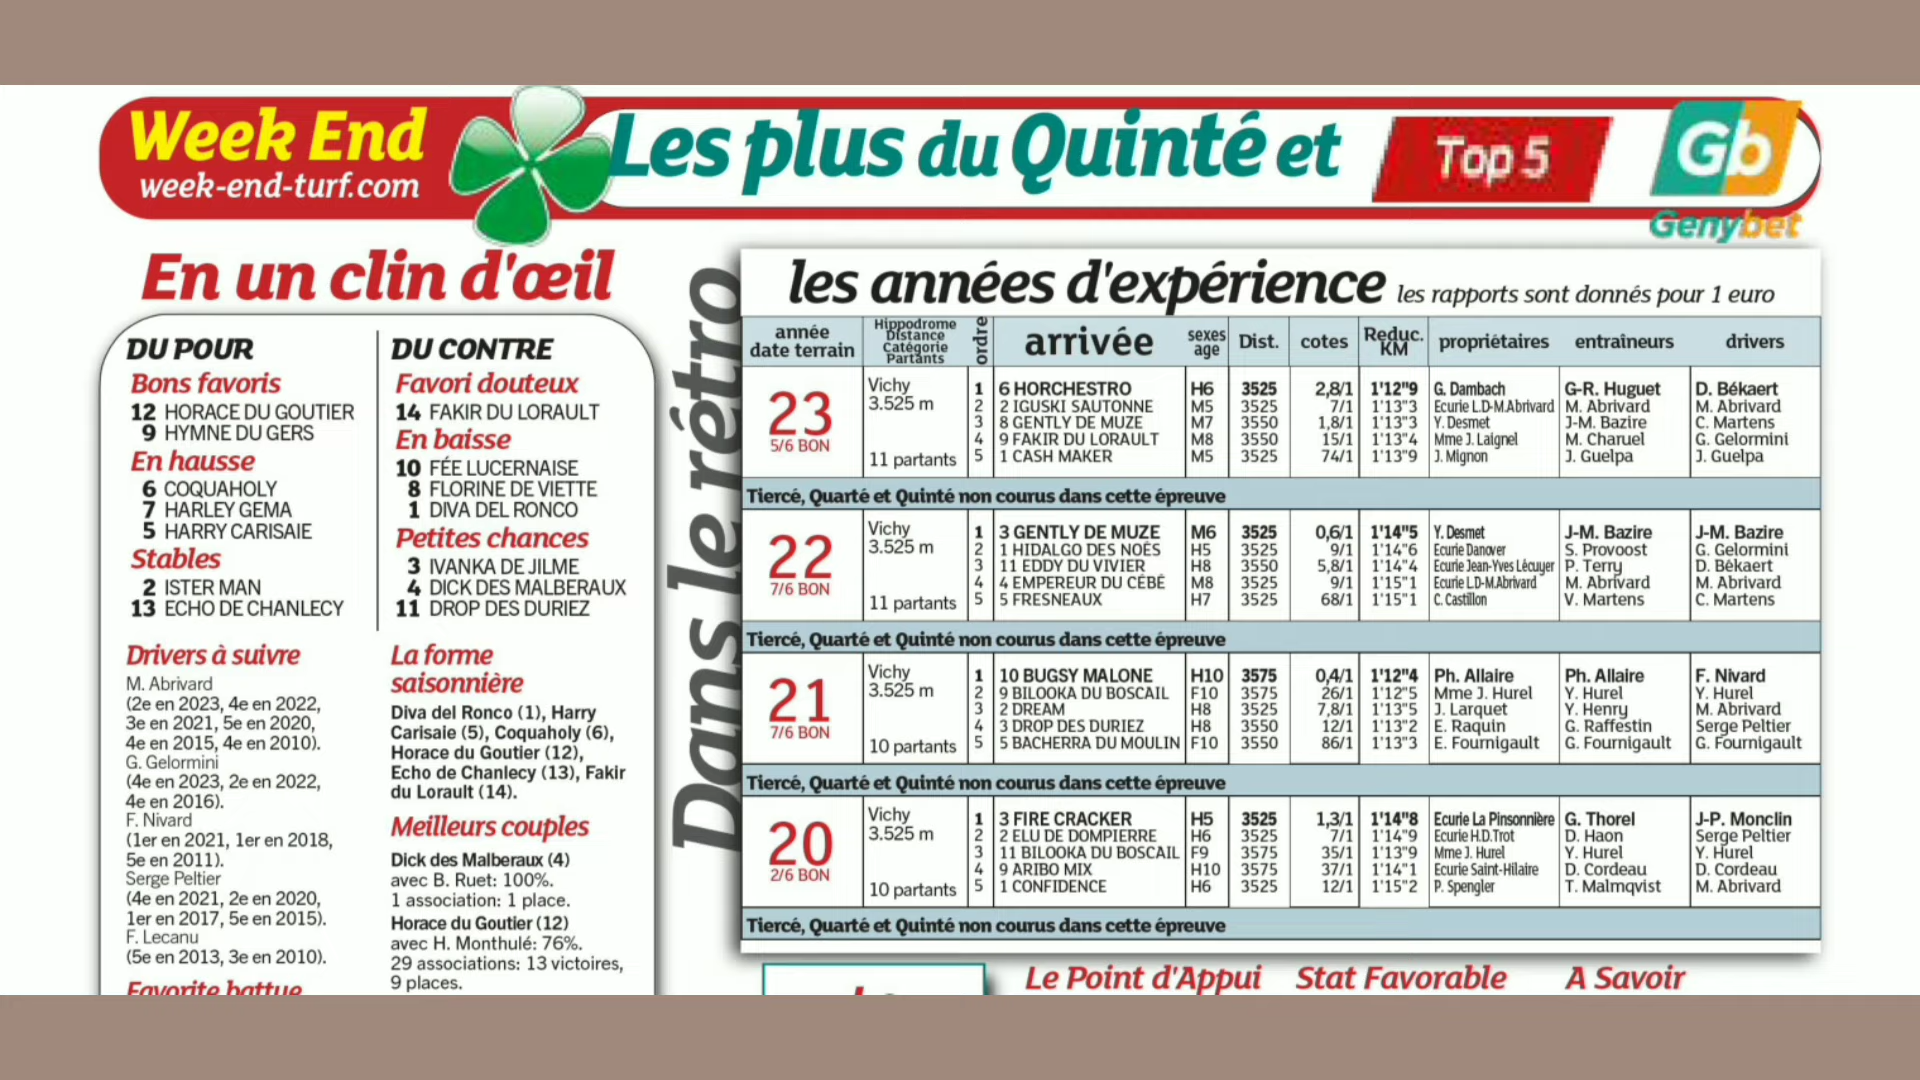 Week End
week-end-turf.com
Les plus du Quinté et
Top 5
Gb
Genybet
En un clin d'œil
DU POUR
Bons favoris
12 HORACE DU GOUTIER
9 HYMNE DU GERS
En hausse
6 COQUAHOLY
7 HARLEY GEMA
5 HARRY CARISAIE
Stables
2 ISTER MAN
13 ECHO DE CHANLECY
DU CONTRE
Favori douteux
14 FAKIR DU LORAULT
En baisse
10 FÉE LUCERNAISE
8 FLORINE DE VIETTE
1 DIVA DEL RONCO
Petites chances
3 IVANKA DE JILME
4 DICK DES MALBERAUX
11 DROP DES DURIEZ
Drivers à suivre
M. Abrivard
(2e en 2023, 4e en 2022,
3e en 2021, 5e en 2020,
4e en 2015, 4e en 2010).
G. Gelormini
(4e en 2023, 2e en 2022,
4e en 2016).
F. Nivard
(1er en 2021, 1er en 2018,
5e en 2011).
Serge Peltier
(4e en 2021, 2e en 2020,
1er en 2017, 5e en 2015).
F. Lecanu
(5e en 2013, 3e en 2010).
Favorite battue
La forme
saisonnière
Diva del Ronco (1), Harry
Carisaie (5), Coquaholy (6),
Horace du Goutier (12),
Echo de Chanlecy (13), Fakir
du Lorault (14).
Meilleurs couples
Dick des Malberaux (4)
avec B. Ruet: 100%.
1 association: 1 place.
Horace du Goutier (12)
avec H. Monthulé: 76%.
29 associations: 13 victoires,
9 places.
Dans le rétro
les années d'expérience les rapports sont donnés pour 1 euro
année
date terrain
Hippodrome
Distance
Catégorie
Partants
ordre
arrivée
sexes
age
Dist.
cotes
Reduc.
KM
propriétaires
entraîneurs
drivers
23
5/6 BON
Vichy
3.525 m
11 partants
1 6 HORCHESTRO H6 3525 2,8/1 1'12"9 G. Dambach G-R. Huguet D. Békaert
2 2 IGUSKI SAUTONNE M5 3525 7/1 1'13"3 Ecurie L.D-M.Abrivard M. Abrivard M. Abrivard
3 8 GENTLY DE MUZE M7 3550 1,8/1 1'13"3 Y. Desmet J-M. Bazire C. Martens
4 9 FAKIR DU LORAULT M8 3550 15/1 1'13"4 Mme J. Laignel M. Charuel G. Gelormini
5 1 CASH MAKER M5 3525 74/1 1'13"9 J. Mignon J. Guelpa J. Guelpa
Tiercé, Quarté et Quinté non courus dans cette épreuve
22
7/6 BON
Vichy
3.525 m
11 partants
1 3 GENTLY DE MUZE M6 3525 0,6/1 1'14"5 Y. Desmet J-M. Bazire J-M. Bazire
2 1 HIDALGO DES NOÉS H5 3525 9/1 1'14"6 Ecurie Danover S. Provoost G. Gelormini
3 11 EDDY DU VIVIER H8 3550 5,8/1 1'14"4 Ecurie Jean-Yves Lécuyer P. Terry D. Békaert
4 4 EMPEREUR DU CÉBÉ M8 3525 9/1 1'15"1 Ecurie L.D-M.Abrivard M. Abrivard M. Abrivard
5 5 FRESNEAUX H7 3525 68/1 1'15"1 C. Castillon V. Martens C. Martens
Tiercé, Quarté et Quinté non courus dans cette épreuve
21
7/6 BON
Vichy
3.525 m
10 partants
1 10 BUGSY MALONE H10 3575 0,4/1 1'12"4 Ph. Allaire Ph. Allaire F. Nivard
2 9 BILOOKA DU BOSCAIL F10 3575 26/1 1'12"5 Mme J. Hurel Y. Hurel Y. Hurel
3 2 DREAM H8 3525 7,8/1 1'13"5 J. Larquet Y. Henry M. Abrivard
4 3 DROP DES DURIEZ H8 3550 12/1 1'13"2 E. Raquin G. Raffestin Serge Peltier
5 5 BACHERRA DU MOULIN F10 3550 86/1 1'13"3 E. Fournigault G. Fournigault G. Fournigault
Tiercé, Quarté et Quinté non courus dans cette épreuve
20
2/6 BON
Vichy
3.525 m
10 partants
1 3 FIRE CRACKER H5 3525 1,3/1 1'14"8 Ecurie La Pinsonnière G. Thorel J-P. Monclin
2 2 ELU DE DOMPIERRE H6 3525 7/1 1'14"9 Ecurie H.D.Trot D. Haon Serge Peltier
3 11 BILOOKA DU BOSCAIL F9 3575 35/1 1'13"9 Mme J. Hurel Y. Hurel Y. Hurel
4 9 ARIBO MIX H10 3575 37/1 1'14"1 Ecurie Saint-Hilaire D. Cordeau D. Cordeau
5 1 CONFIDENCE H6 3525 12/1 1'15"2 P. Spengler T. Malmqvist M. Abrivard
Tiercé, Quarté et Quinté non courus dans cette épreuve
Le Point d'Appui
Stat Favorable
A Savoir